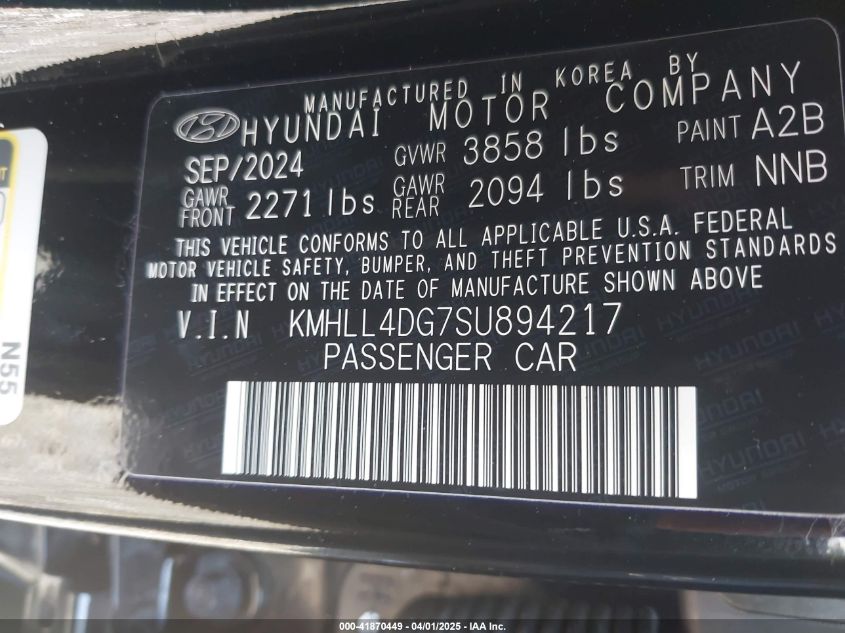 MANUFACTURED IN KOREA BY
HYUNDAI MOTOR COMPANY
SEP/2024 GVWR 3858 lbs PAINT A2B
GAWR FRONT 2271 lbs GAWR REAR 2094 lbs TRIM NNB
THIS VEHICLE CONFORMS TO ALL APPLICABLE U.S.A. FEDERAL
MOTOR VEHICLE SAFETY, BUMPER, AND THEFT PREVENTION STANDARDS
IN EFFECT ON THE DATE OF MANUFACTURE SHOWN ABOVE
V.I.N KMHLL4DG7SU894217
PASSENGER CAR
N55
000-41870449 - 04/01/2025 - IAA Inc.